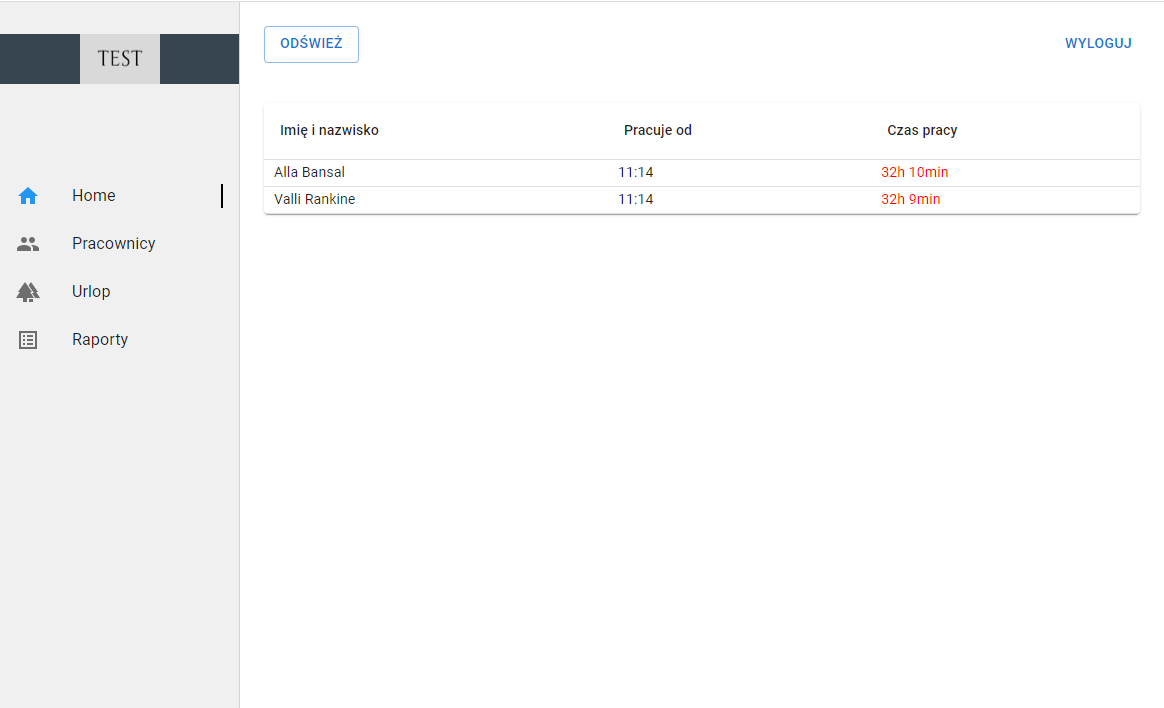 TEST
ODŚWIEŻ
WYLOGUJ
Home
Pracownicy
Urlop
Raporty
Imię i nazwisko Pracuje od Czas pracy
Alla Bansal 11:14 32h 10min
Valli Rankine 11:14 32h 9min